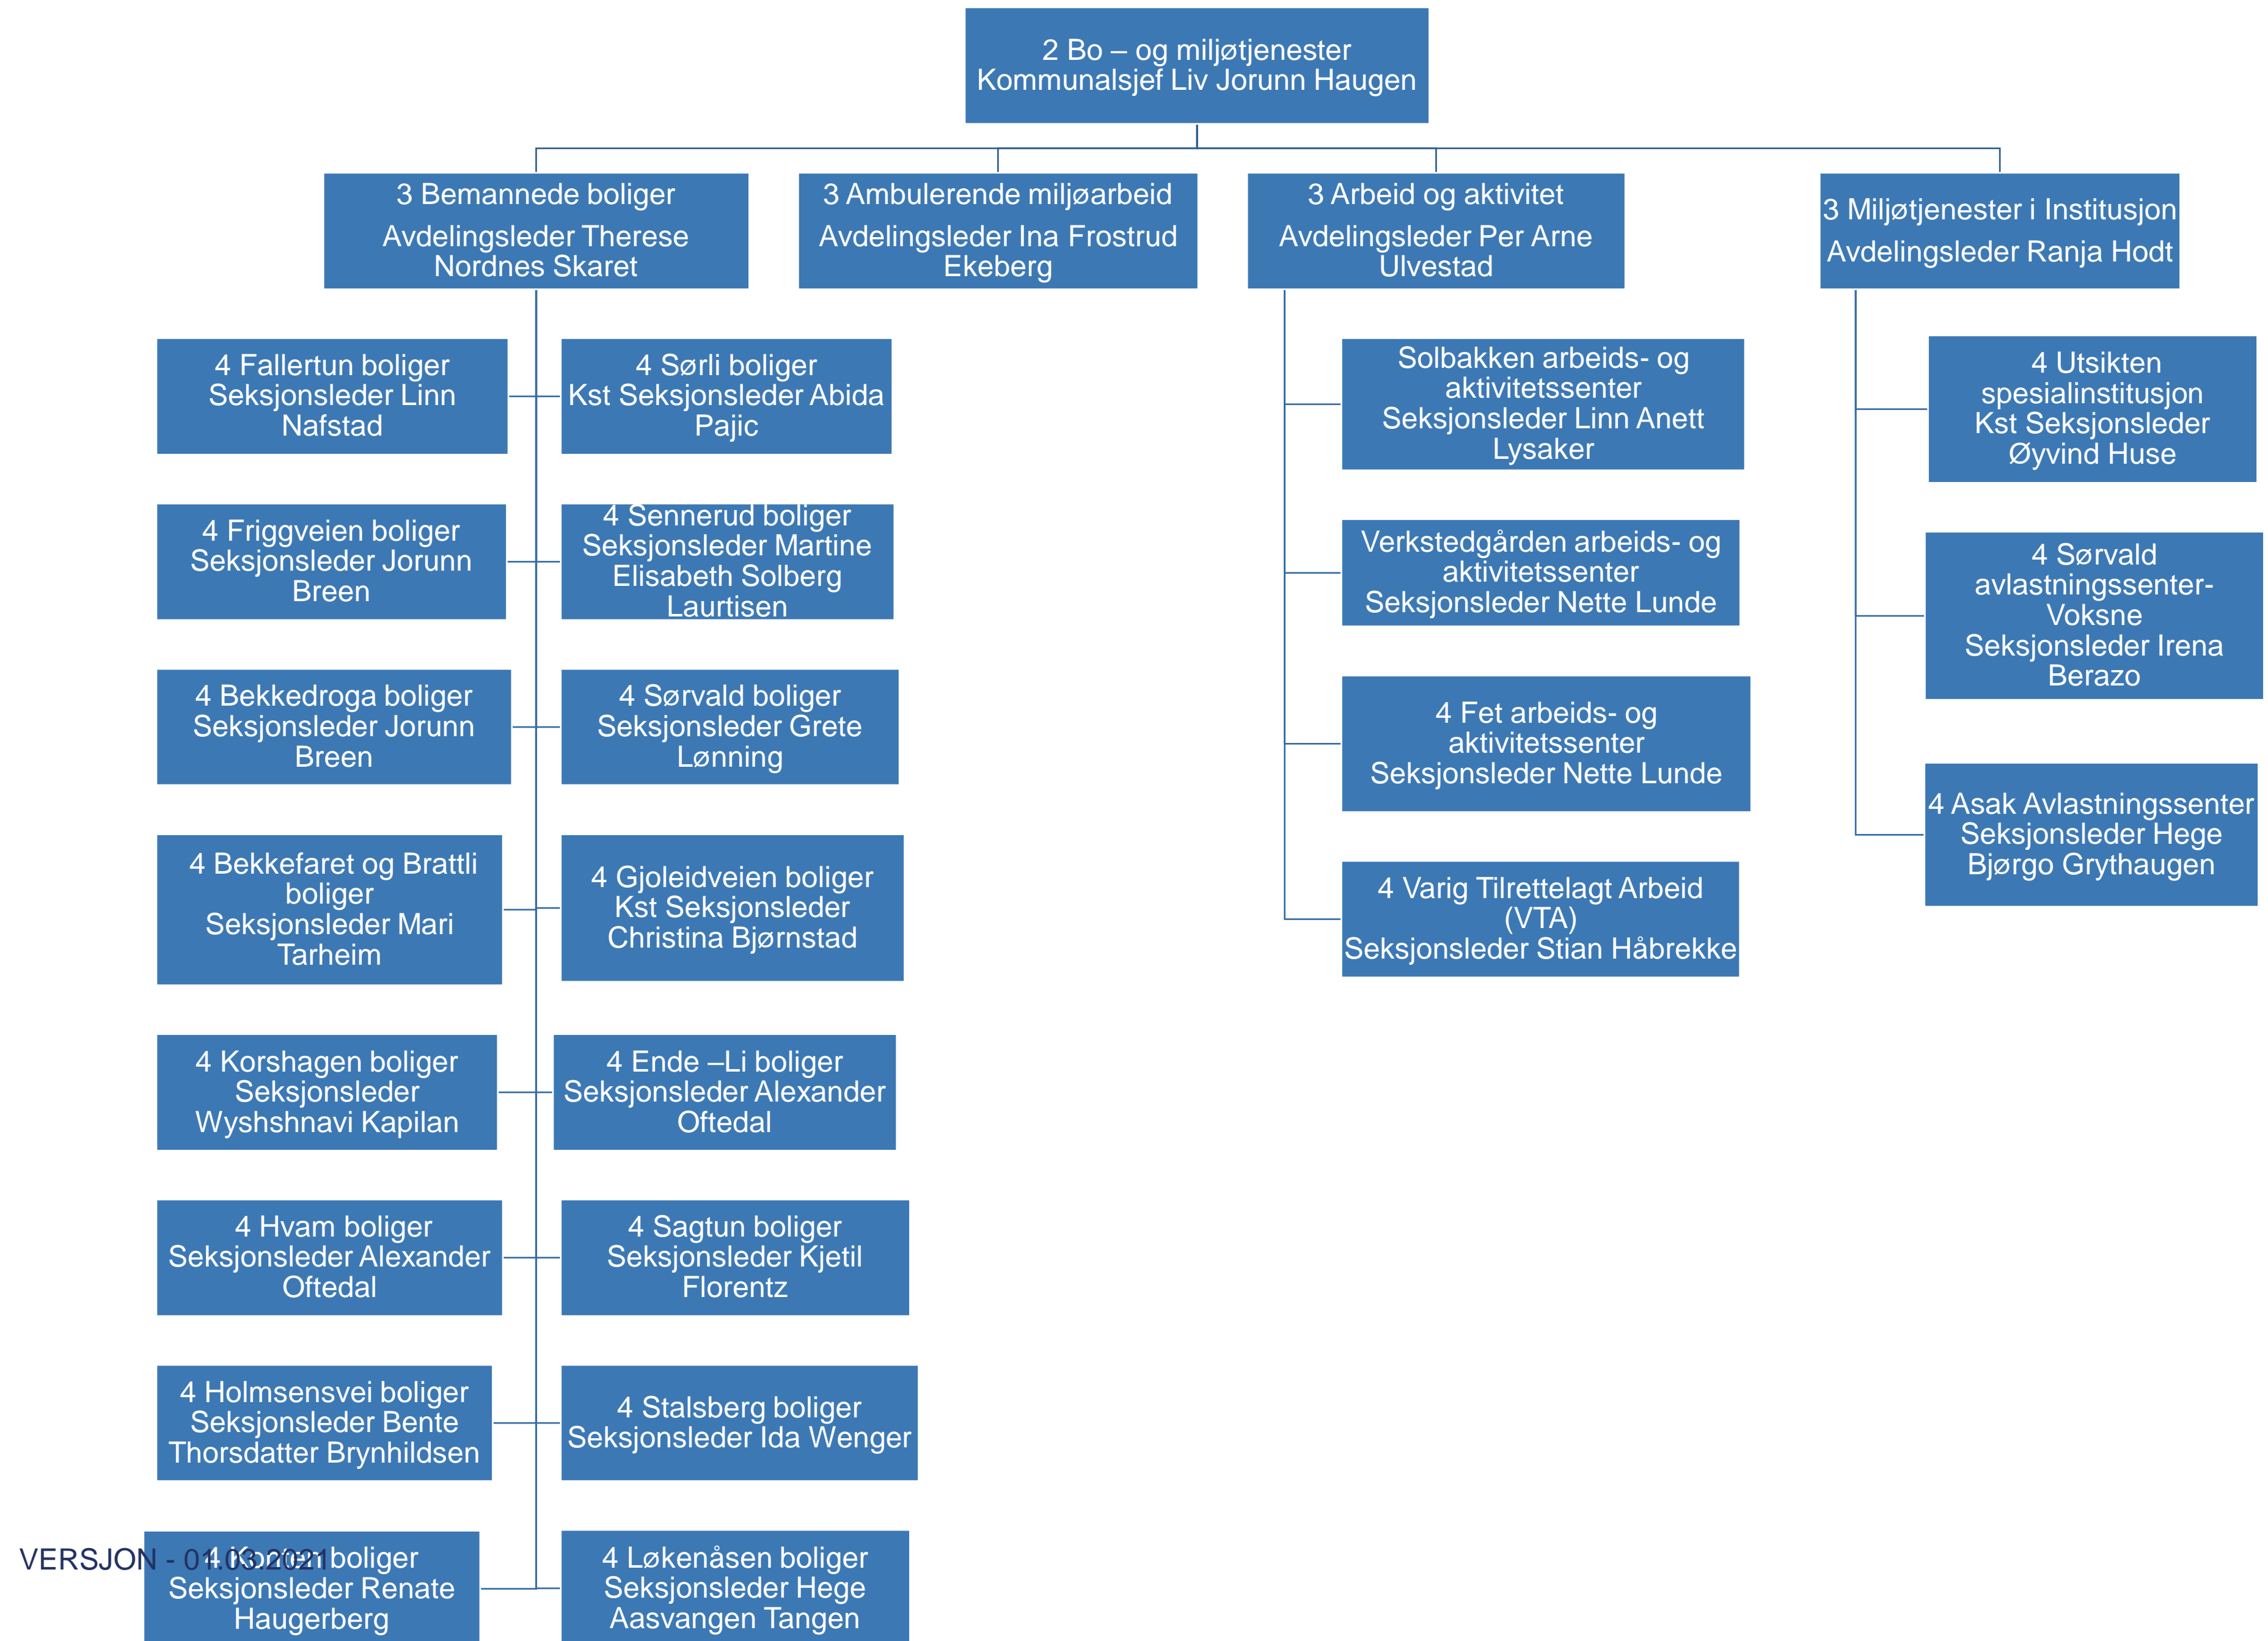 2 Bo – og miljøtjenester
Kommunalsjef Liv Jorunn Haugen
3 Bemannede boliger
Avdelingsleder Therese
Nordnes Skaret
3 Ambulerende miljøarbeid
Avdelingsleder Ina Frostrud
Ekeberg
3 Arbeid og aktivitet
Avdelingsleder Per Arne
Ulvestad
3 Miljøtjenester i Institusjon
Avdelingsleder Ranja Hodt
4 Fallertun boliger
Seksjonsleder Linn
Nafstad
4 Sørli boliger
Kst Seksjonsleder Abida
Pajic
4 Friggveien boliger
Seksjonsleder Jorunn
Breen
4 Sennerud boliger
Seksjonsleder Martine
Elisabeth Solberg
Laurtisen
4 Bekkedroga boliger
Seksjonsleder Jorunn
Breen
4 Sørvald boliger
Seksjonsleder Grete
Lønning
4 Bekkefaret og Brattli
boliger
Seksjonsleder Mari
Tarheim
4 Gjoleidveien boliger
Kst Seksjonsleder
Christina Bjørnstad
4 Korshagen boliger
Seksjonsleder
Wyshshnavi Kapilan
4 Ende –Li boliger
Seksjonsleder Alexander
Oftedal
4 Hvam boliger
Seksjonsleder Alexander
Oftedal
4 Sagtun boliger
Seksjonsleder Kjetil
Florentz
4 Holmsensvei boliger
Seksjonsleder Bente
Thorsdatter Brynhildsen
4 Stalsberg boliger
Seksjonsleder Ida Wenger
4 Konten boliger
Seksjonsleder Renate
Haugerberg
4 Løkenåsen boliger
Seksjonsleder Hege
Aasvangen Tangen
Solbakken arbeids- og
aktivitetssenter
Seksjonsleder Linn Anett
Lysaker
Verkstedgården arbeids- og
aktivitetssenter
Seksjonsleder Nette Lunde
4 Fet arbeids- og
aktivitetssenter
Seksjonsleder Nette Lunde
4 Varig Tilrettelagt Arbeid
(VTA)
Seksjonsleder Stian Håbrekke
4 Utsikten
spesialinstitusjon
Kst Seksjonsleder
Øyvind Huse
4 Sørvald
avlastningssenter-
Voksne
Seksjonsleder Irena
Berazo
4 Asak Avlastningssenter
Seksjonsleder Hege
Bjørgo Grythaugen
VERSJON - 01.03.2021